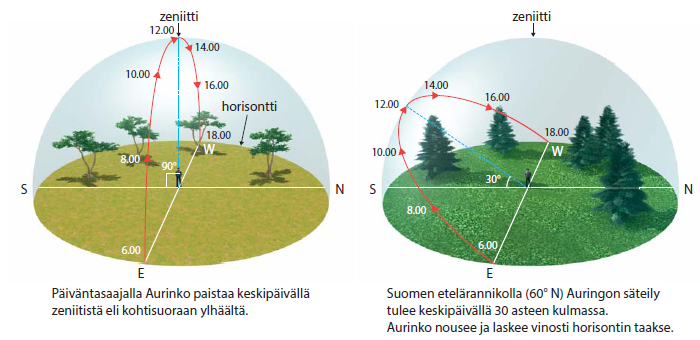 zeniitti
12.00
14.00
10.00
16.00
horisontti
18.00
8.00
W
90°
S
N
6.00
E
Päiväntasaajalla Aurinko paistaa keskipäivällä
zeniitistä eli kohtisuoraan ylhäältä.
zeniitti
14.00
12.00
16.00
18.00
10.00
W
30°
S
N
8.00
6.00
E
Suomen etelärannikolla (60° N) Auringon säteily
tulee keskipäivällä 30 asteen kulmassa.
Aurinko nousee ja laskee vinosti horisontin taakse.